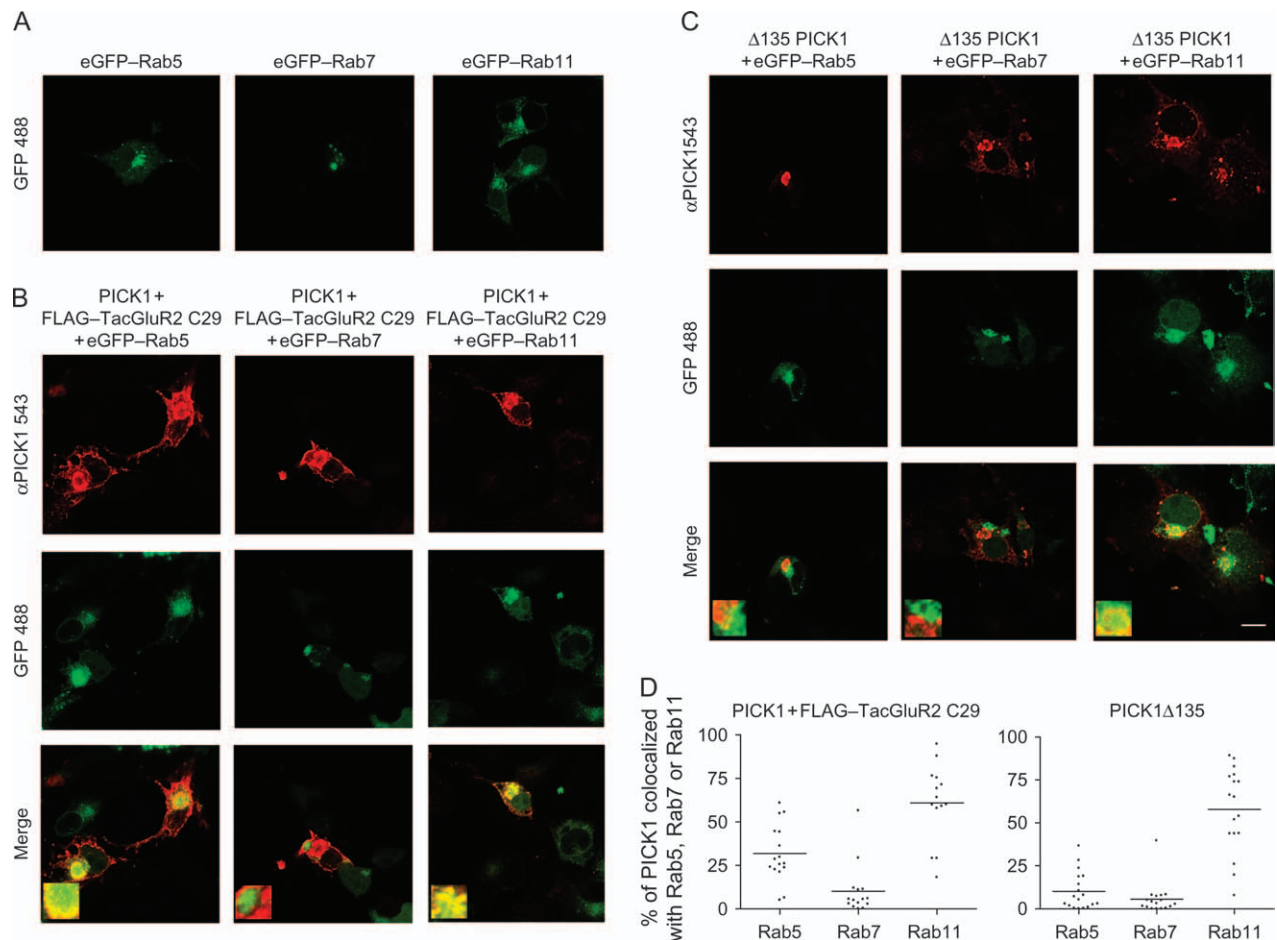 A
eGFP–Rab5
eGFP–Rab7
eGFP–Rab11
GFP 488
B
PICK1+
FLAG–TacGluR2 C29
+eGFP–Rab5
PICK1+
FLAG–TacGluR2 C29
+eGFP–Rab7
PICK1+
FLAG–TacGluR2 C29
+eGFP–Rab11
αPICK1 543
GFP 488
Merge
C
Δ135 PICK1
+eGFP–Rab5
Δ135 PICK1
+eGFP–Rab7
Δ135 PICK1
+eGFP–Rab11
αPICK1543
GFP 488
Merge
D
% of PICK1 colocalized
with Rab5, Rab7 or Rab11
PICK1+FLAG–TacGluR2 C29
100
75
50
25
0
Rab5
Rab7
Rab11
PICK1Δ135
100
75
50
25
0
Rab5
Rab7
Rab11